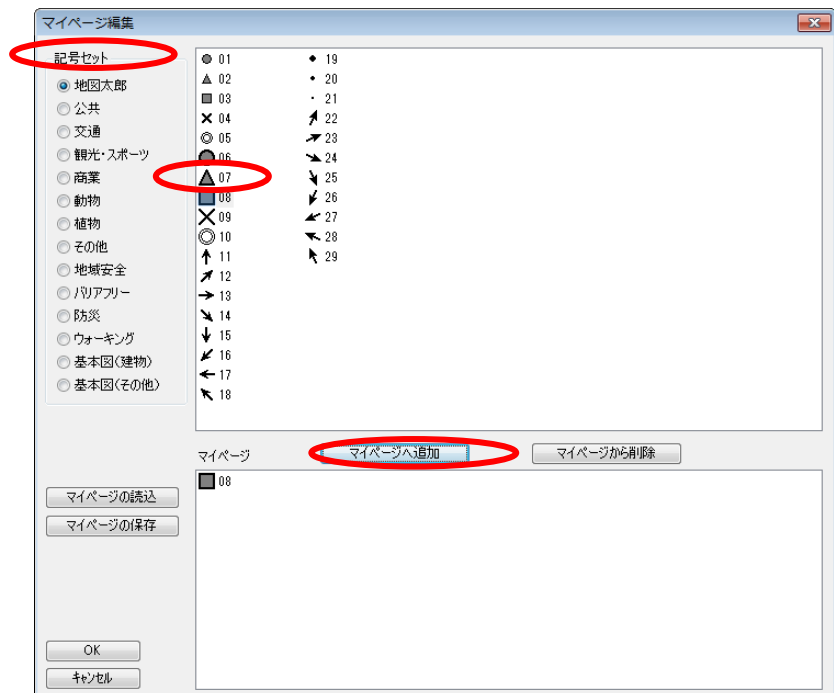 マイページ編集
記号セット
地図太郎
公共
交通
観光・スポーツ
商業
動物
植物
その他
地域安全
バリアフリー
防災
ウォーキング
基本図(建物)
基本図(その他)
01
02
03
04
05
06
07
08
09
10
11
12
13
14
15
16
17
18
19
20
21
22
23
24
25
26
27
28
29
マイページ
マイページへ追加
マイページから削除
08
マイページの読込
マイページの保存
OK
キャンセル